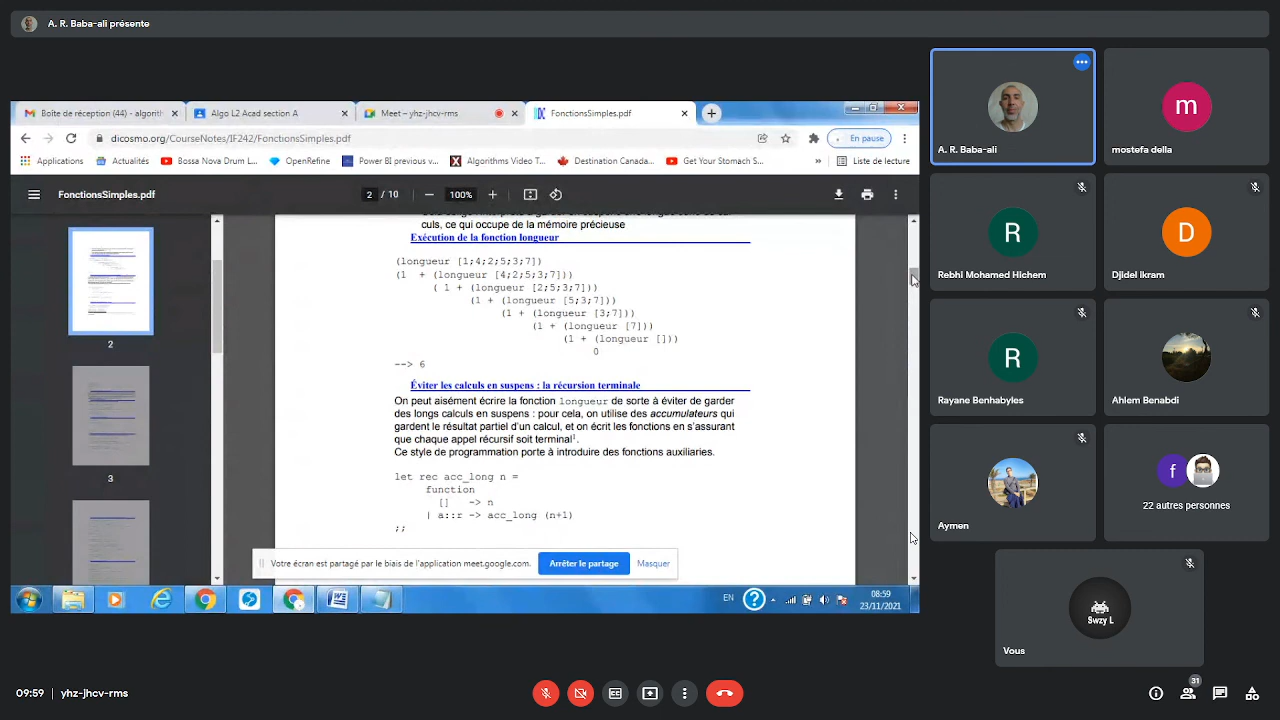 A. R. Baba-ali présente
Boîte de réception (44) - algorith
Algo L2 Acad section A
Meet – yhz-jhcv-rms
FonctionsSimples.pdf
dicosmo.org/CourseNotes/IF242/FonctionsSimples.pdf
En pause
Applications
Actualités
Bossa Nova Drum L...
OpenRefine
Power BI previous v...
Algorithms Video T...
Destination Canada...
Get Your Stomach S...
»
Liste de lecture
FonctionsSimples.pdf
2 / 10
100%
culs, ce qui occupe de la mémoire précieuse
Exécution de la fonction longueur
(longueur [1;4;2;5;3;7])
(1 + (longueur [4;2;5;3;7]))
( 1 + (longueur [2;5;3;7]))
(1 + (longueur [5;3;7]))
(1 + (longueur [3;7]))
(1 + (longueur [7]))
(1 + (longueur []))
0
--> 6
Éviter les calculs en suspens : la récursion terminale
On peut aisément écrire la fonction longueur de sorte à éviter de garder
des longs calculs en suspens : pour cela, on utilise des accumulateurs qui
gardent le résultat partiel d'un calcul, et on écrit les fonctions en s'assurant
que chaque appel récursif soit terminal¹.
Ce style de programmation porte à introduire des fonctions auxiliaries.
let rec acc_long n =
function
[] -> n
| a::r -> acc_long (n+1)
;;
2
3
Votre écran est partagé par le biais de l'application meet.google.com.
Arrêter le partage
Masquer
EN
08:59
23/11/2021
A. R. Baba-ali
m
mostefa della
R
Rebhi Mohamed Hichem
D
Djidel Ikram
R
Rayane Benhabyles
Ahlem Benabdi
Aymen
f
22 autres personnes
Swzy L
Vous
09:59
yhz-jhcv-rms
31